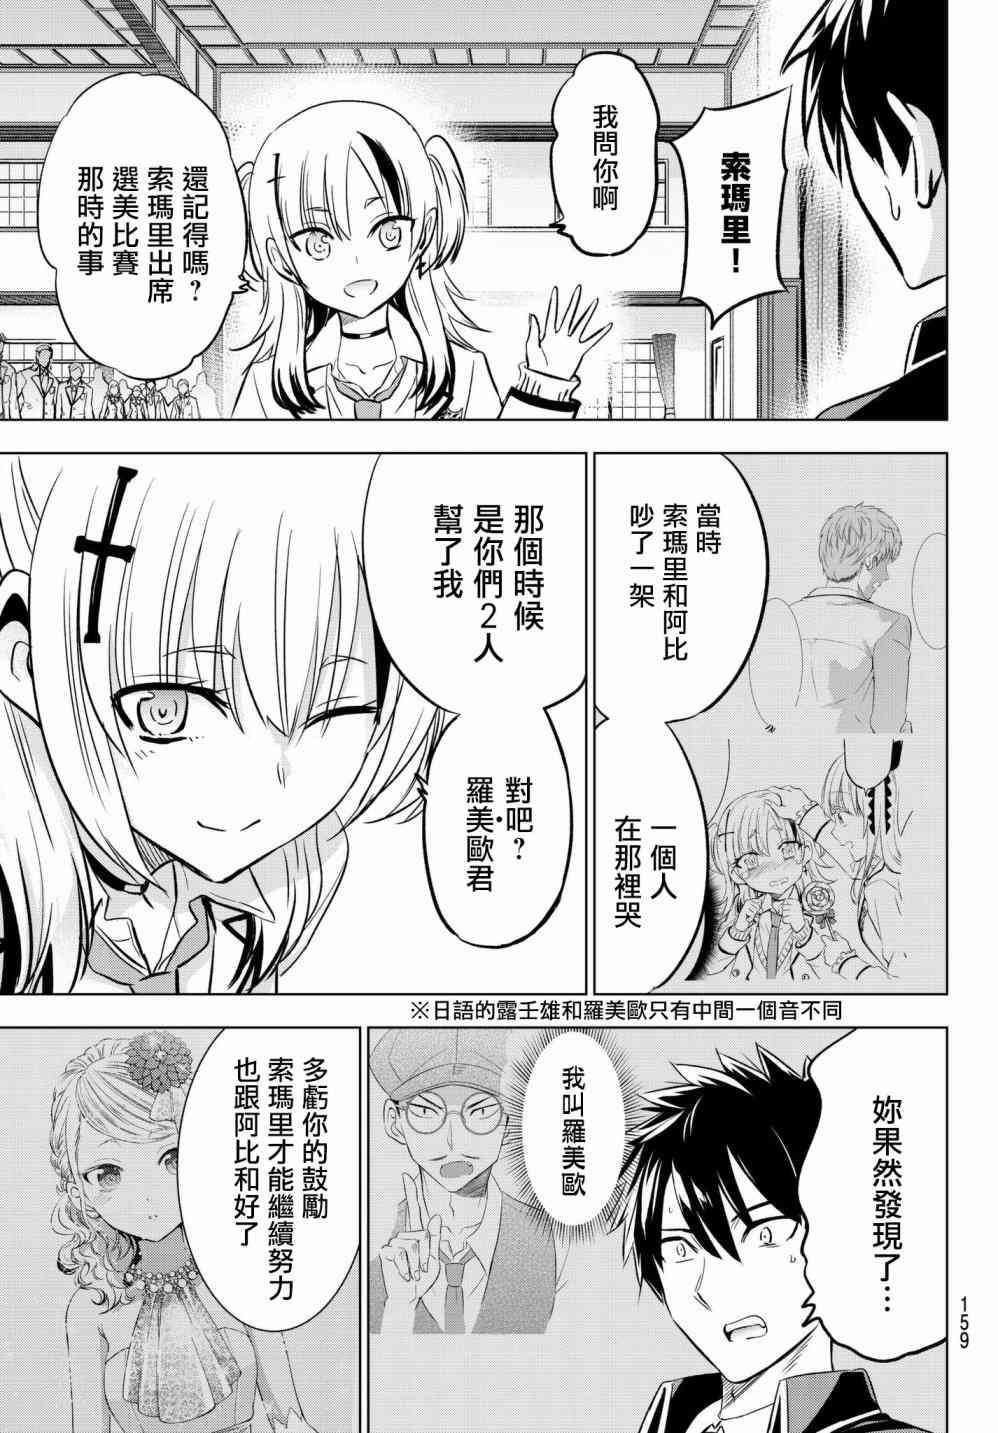 索瑪里！
我問你啊
還記得嗎？
索瑪里出席
選美比賽
那時的事
當時
索瑪里和阿比
吵了一架
一個人
在那裡哭
那個時候
是你們2人
幫了我
對吧？
羅美歐君
※日語的露壬雄和羅美歐只有中間一個音不同
妳果然發現了…
我叫羅美歐
多虧你的鼓勵
索瑪里才能繼續努力
也跟阿比和好了
159